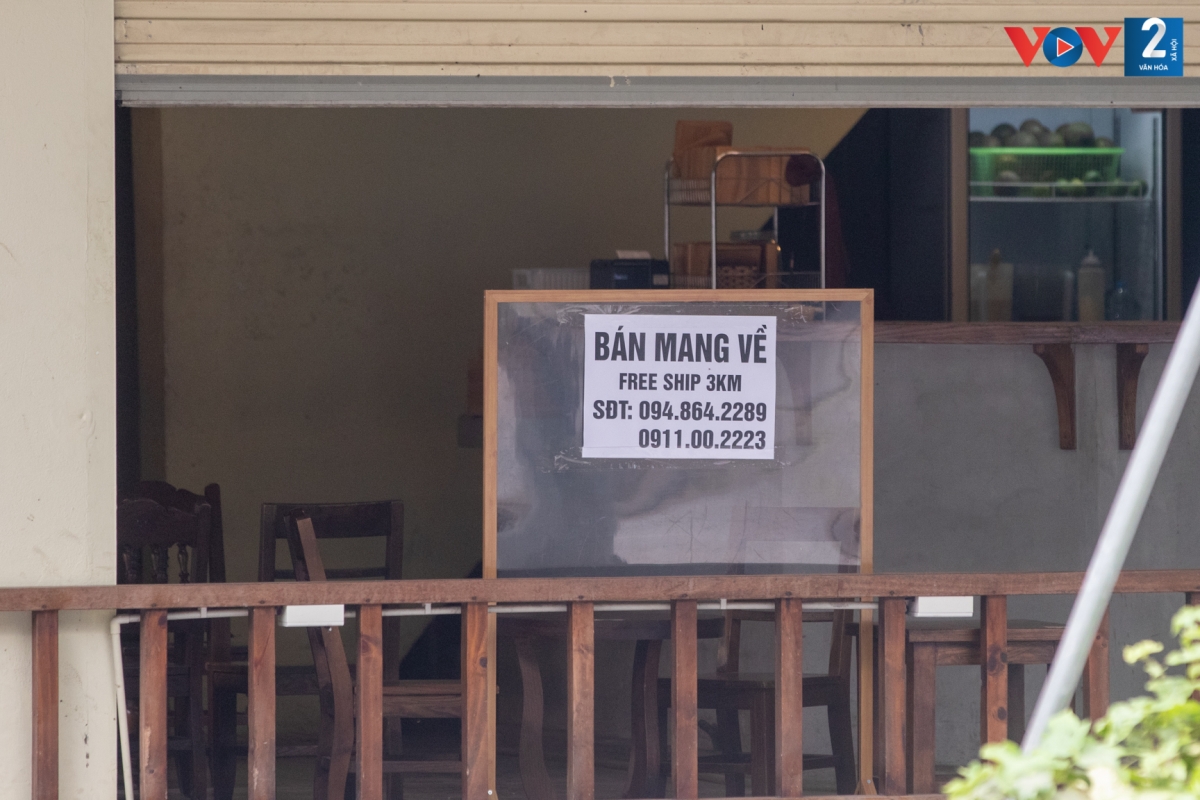 VOV 2
VĂN HÓA
XÃ HỘI
BÁN MANG VỀ
FREE SHIP 3KM
SĐT: 094.864.2289
0911.00.2223